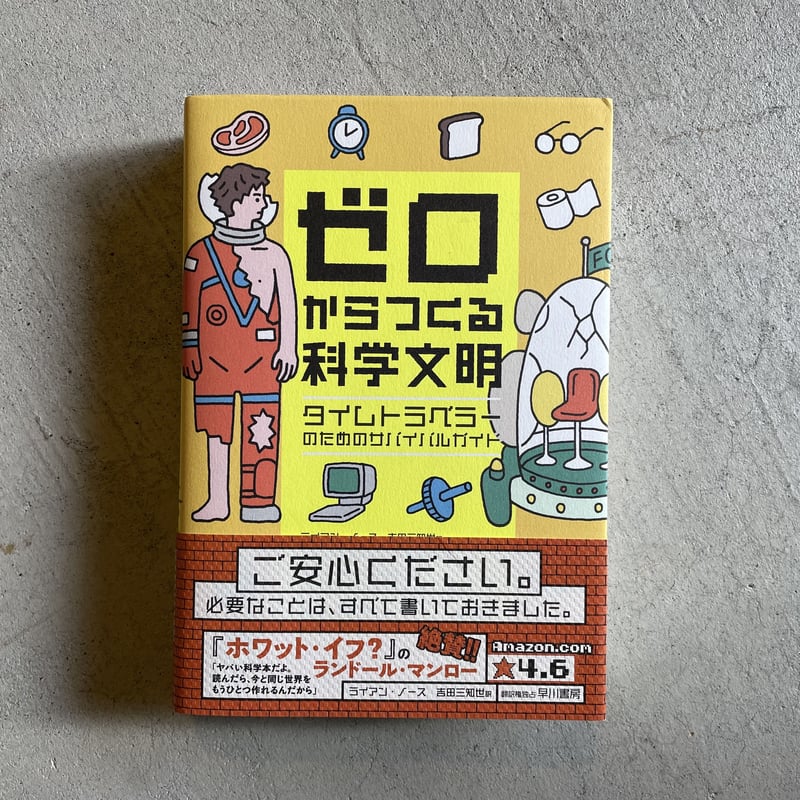 ゼロ
からつくる
科学文明
タイムトラベラー
のためのサバイバルガイド
ご安心ください。
必要なことは、すべて書いておきました。
『ホワット・イフ?』の
ランドール・マンロー
絶賛!!
「ヤバい科学本だよ。
読んだら、今と同じ世界を
もうひとつ作れるんだから」
Amazon.com
★4.6
ライアン・ノース 吉田三知世 訳
翻訳権独占 早川書房